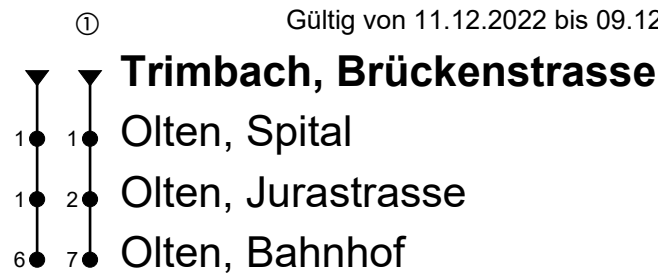 ① Gültig von 11.12.2022 bis 09.12
Trimbach, Brückenstrasse
1 1 Olten, Spital
1 2 Olten, Jurastrasse
6 7 Olten, Bahnhof